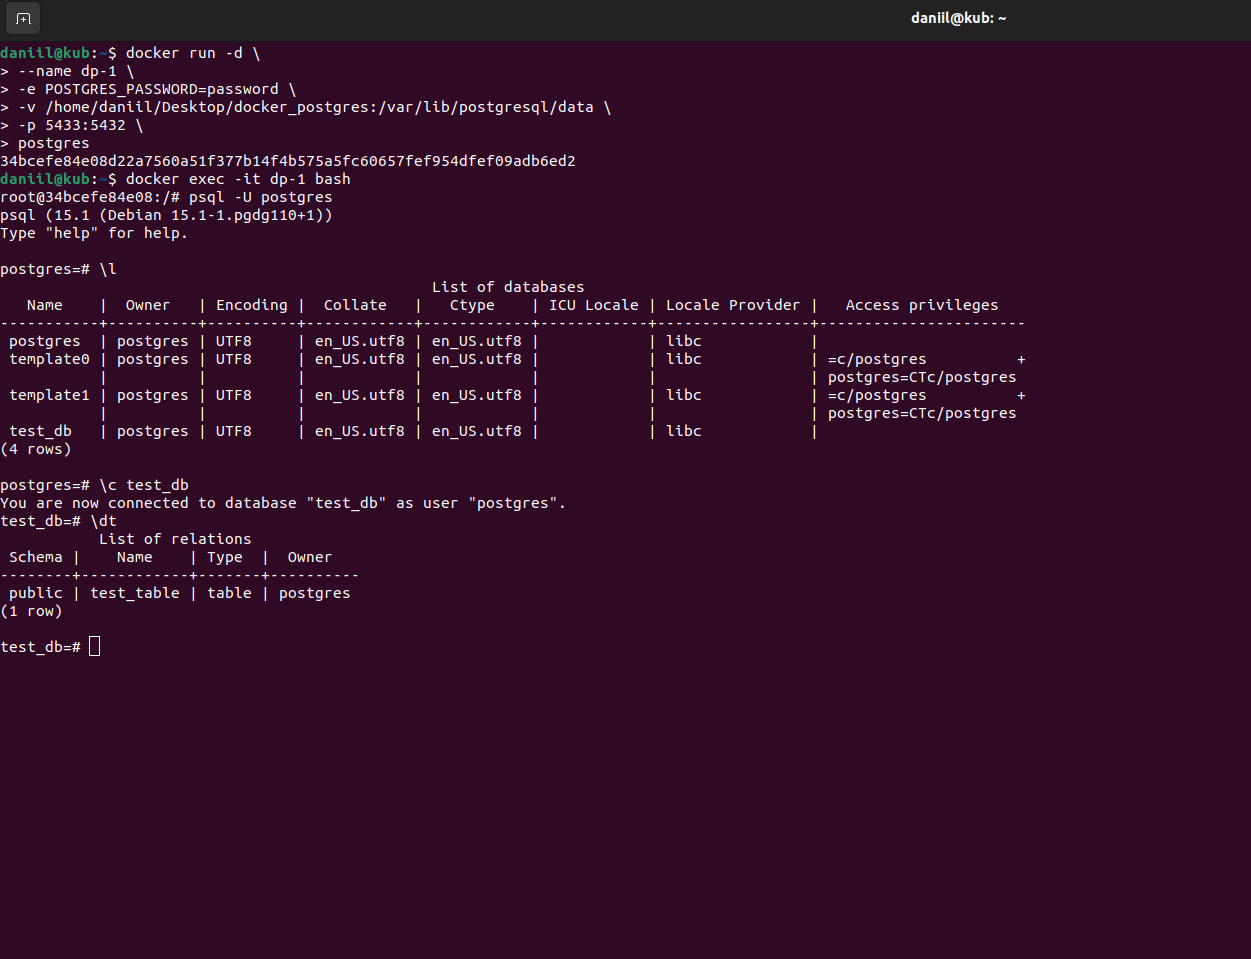 daniil@kub: ~
daniil@kub:~$ docker run -d \
> --name dp-1 \
> -e POSTGRES_PASSWORD=password \
> -v /home/daniil/Desktop/docker_postgres:/var/lib/postgresql/data \
> -p 5433:5432 \
> postgres
34bcefe84e08d22a7560a51f377b14f4b575a5fc60657fef954dfef09adb6ed2
daniil@kub:~$ docker exec -it dp-1 bash
root@34bcefe84e08:/# psql -U postgres
psql (15.1 (Debian 15.1-1.pgdg110+1))
Type "help" for help.

postgres=# \l
                                                List of databases
   Name    |  Owner   | Encoding |  Collate   |   Ctype    | ICU Locale | Locale Provider |   Access privileges
-----------+----------+----------+------------+------------+------------+-----------------+-----------------------
 postgres  | postgres | UTF8     | en_US.utf8 | en_US.utf8 |            | libc            |
 template0 | postgres | UTF8     | en_US.utf8 | en_US.utf8 |            | libc            | =c/postgres          +
           |          |          |            |            |            |                 | postgres=CTc/postgres
 template1 | postgres | UTF8     | en_US.utf8 | en_US.utf8 |            | libc            | =c/postgres          +
           |          |          |            |            |            |                 | postgres=CTc/postgres
 test_db   | postgres | UTF8     | en_US.utf8 | en_US.utf8 |            | libc            |
(4 rows)

postgres=# \c test_db
You are now connected to database "test_db" as user "postgres".
test_db=# \dt
           List of relations
 Schema |    Name    | Type  |  Owner
--------+------------+-------+----------
 public | test_table | table | postgres
(1 row)

test_db=#